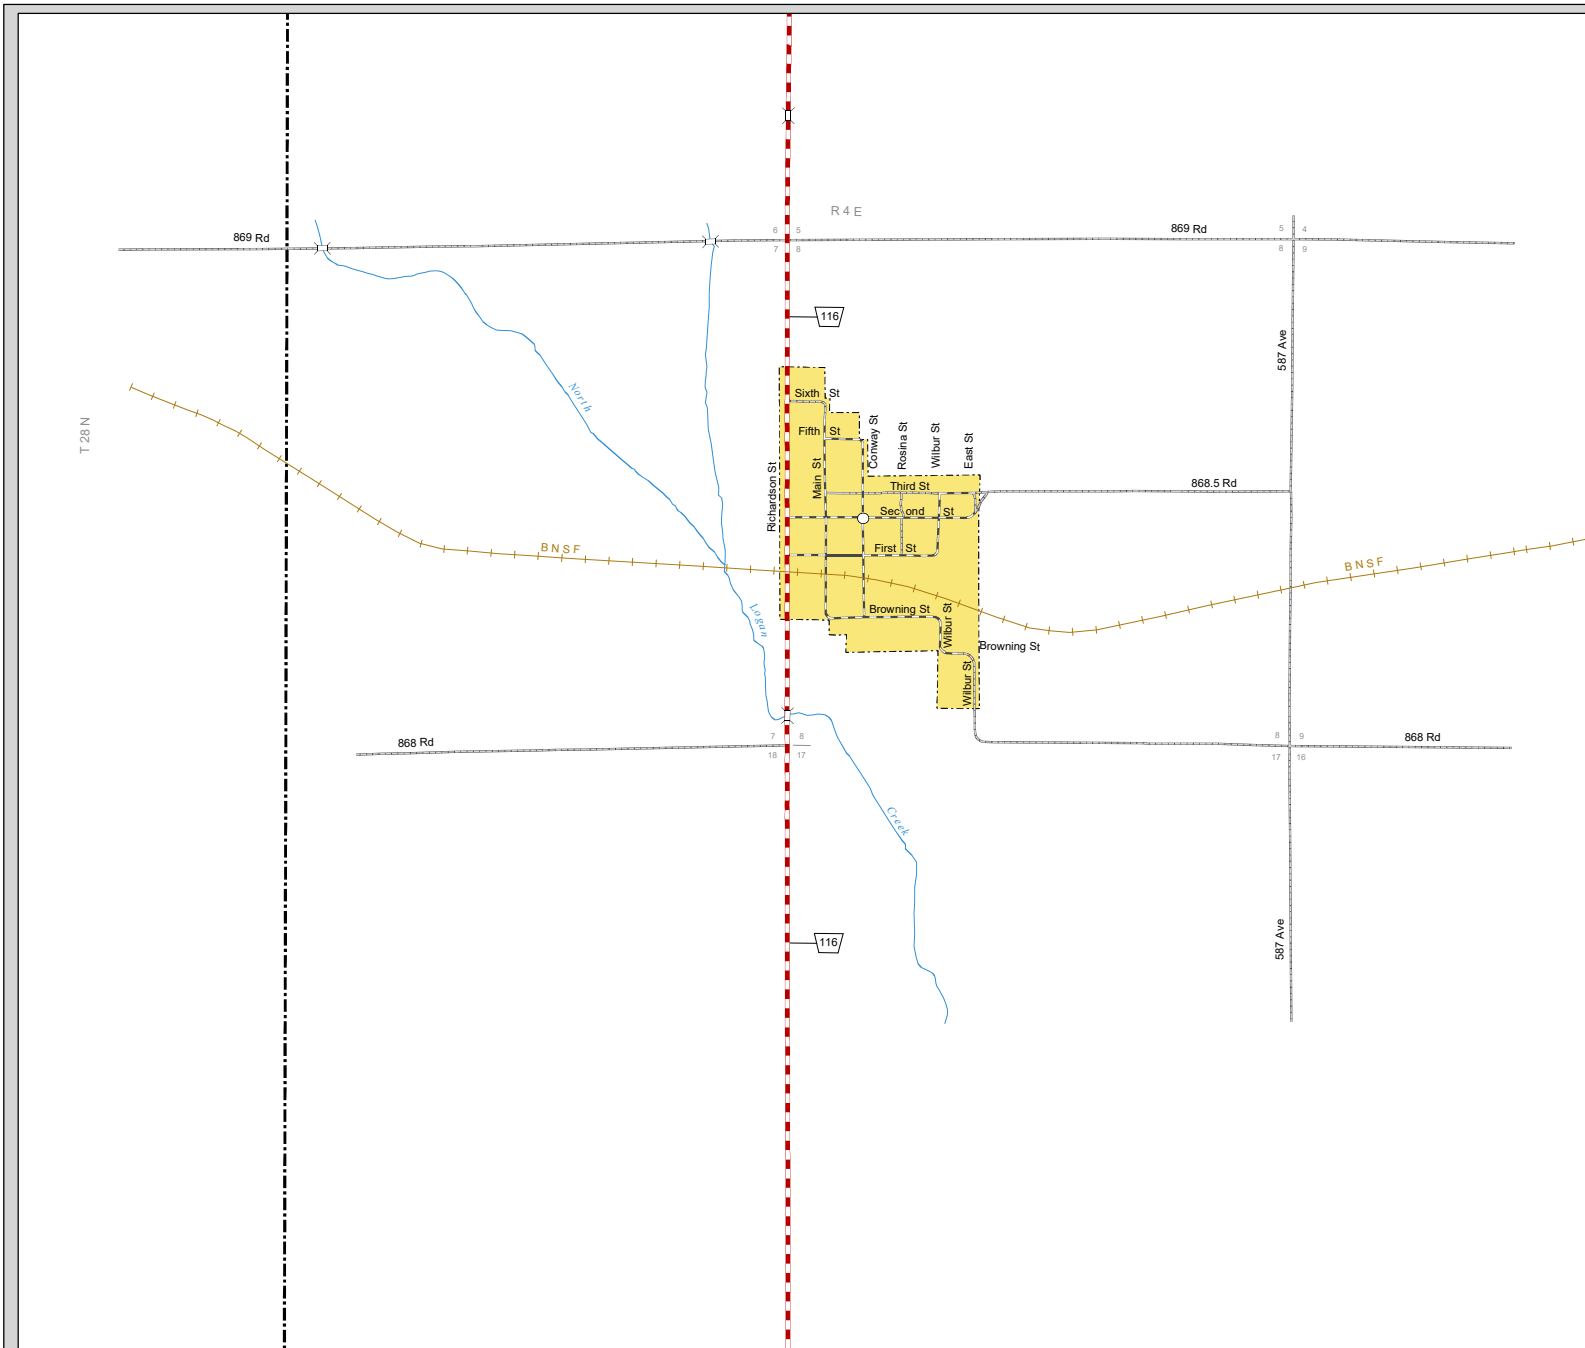 R 4 E
869 Rd
869 Rd
6 5
7 8
5 4
8 9
116
587 Ave
T 28 N
North
Sixth St
Fifth St
Conway St
Rosina St
Wilbur St
East St
Richardson St
Main St
Third St
868.5 Rd
Second St
First St
BNSF
BNSF
Logan
Browning St
Wilbur St
Browning St
Wilbur St
868 Rd
868 Rd
7 8
18 17
8 9
17 16
Creek
116
587 Ave